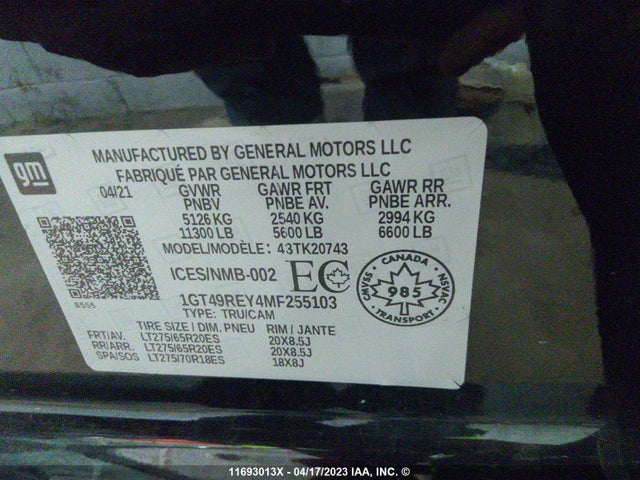 gm
MANUFACTURED BY GENERAL MOTORS LLC
FABRIQUÉ PAR GENERAL MOTORS LLC
04/21 GVWR GAWR FRT GAWR RR
PNBV PNBE AV. PNBE ARR.
5126 KG 2540 KG 2994 KG
11300 LB 5600 LB 6600 LB
MODEL/MODÈLE: 43TK20743
ICES/NMB-002 EC
CANADA
CMVSS 985 NSVAC
TRANSPORT
8555
1GT49REY4MF255103
TYPE: TRU/CAM
TIRE SIZE / DIM. PNEU RIM / JANTE
FRT/AV. LT275/65R20ES 20X8.5J
RR/ARR. LT275/65R20ES 20X8.5J
SPA/SOS LT275/70R18ES 18X8J
11693013X - 04/17/2023 IAA, INC. ©